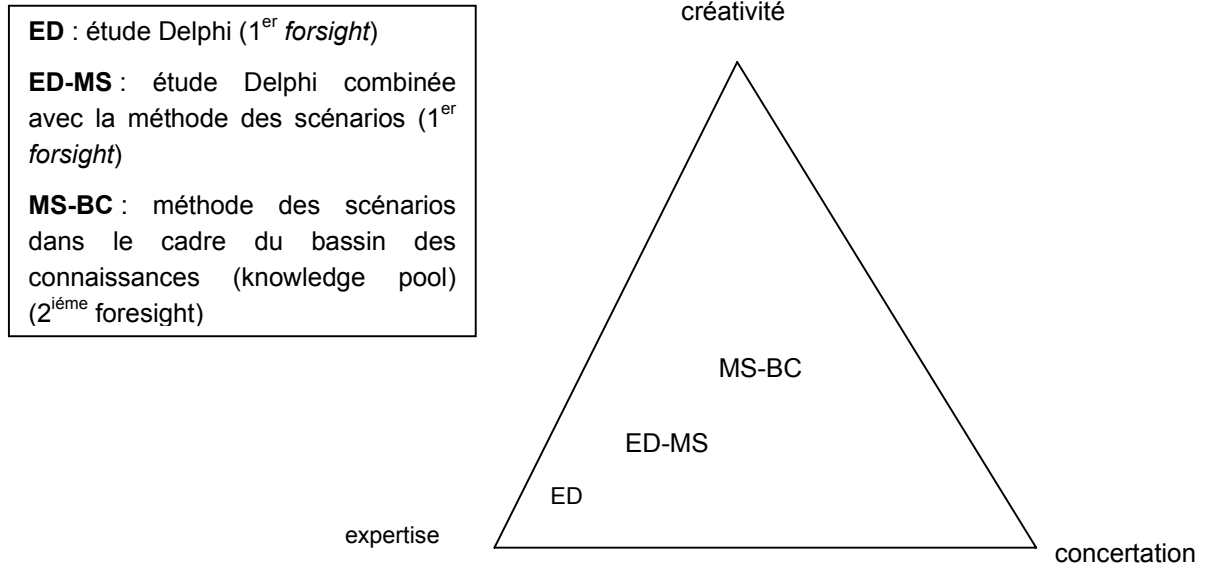 ED : étude Delphi (1er forsight)
ED-MS : étude Delphi combinée
avec la méthode des scénarios (1er
forsight)
MS-BC : méthode des scénarios
dans le cadre du bassin des
connaissances (knowledge pool)
(2iéme foresight)
créativité
MS-BC
ED-MS
ED
expertise
concertation